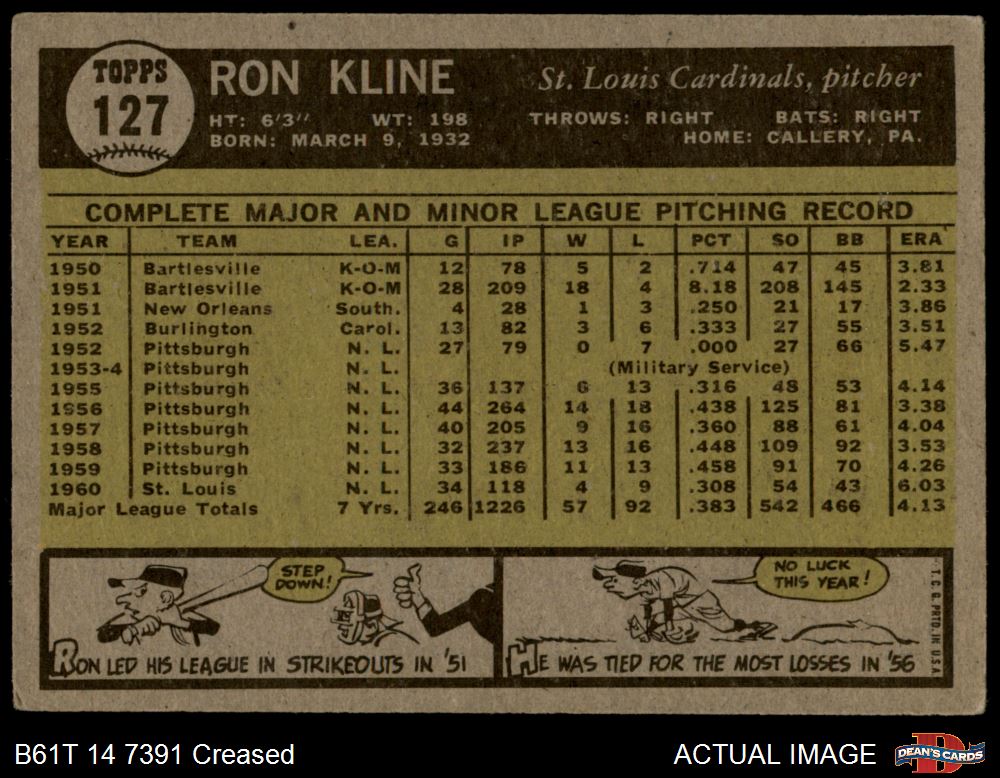 TOPPS
127
RON KLINE St. Louis Cardinals, pitcher
HT: 6'3" WT: 198 THROWS: RIGHT BATS: RIGHT
BORN: MARCH 9, 1932 HOME: CALLERY, PA.
COMPLETE MAJOR AND MINOR LEAGUE PITCHING RECORD
YEAR TEAM LEA. G IP W L PCT SO BB ERA
1950 Bartlesville K-O-M 12 78 5 2 .714 47 45 3.81
1951 Bartlesville K-O-M 28 209 18 4 8.18 208 145 2.33
1951 New Orleans South. 4 28 1 3 .250 21 17 3.86
1952 Burlington Carol. 13 82 3 6 .333 27 55 3.51
1952 Pittsburgh N. L. 27 79 0 7 .000 27 66 5.47
1953-4 Pittsburgh N. L. (Military Service)
1955 Pittsburgh N. L. 36 137 6 13 .316 48 53 4.14
1956 Pittsburgh N. L. 44 264 14 18 .438 125 81 3.38
1957 Pittsburgh N. L. 40 205 9 16 .360 88 61 4.04
1958 Pittsburgh N. L. 32 237 13 16 .448 109 92 3.53
1959 Pittsburgh N. L. 33 186 11 13 .458 91 70 4.26
1960 St. Louis N. L. 34 118 4 9 .308 54 43 6.03
Major League Totals 7 Yrs. 246 1226 57 92 .383 542 466 4.13
STEP
DOWN!
RON LED HIS LEAGUE IN STRIKEOUTS IN '51
NO LUCK
THIS YEAR!
HE WAS TIED FOR THE MOST LOSSES IN '56
T. C. G. PRTD. IN U.S.A.
B61T 14 7391 Creased
ACTUAL IMAGE
DEAN'S CARDS